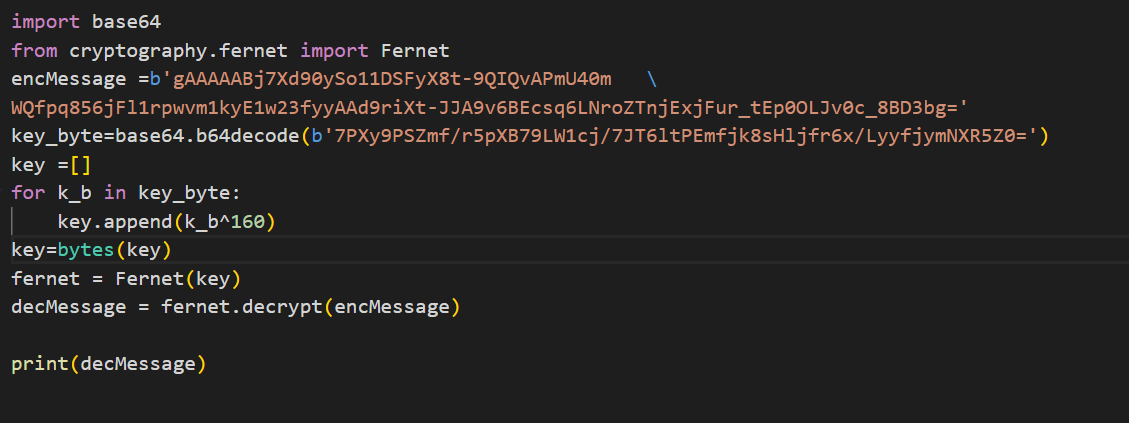 import base64
from cryptography.fernet import Fernet
encMessage =b'gAAAAABj7Xd90ySo11DSFyX8t-9QIQvAPmU40m   \
WQfpq856jFl1rpwvm1kyE1w23fyyAAd9riXt-JJA9v6BEcsq6LNroZTnjExjFur_tEp0OLJv0c_8BD3bg='
key_byte=base64.b64decode(b'7PXy9PSZmf/r5pXB79LW1cj/7JT6ltPEmfjk8sHljfr6x/LyyfjymNXR5Z0=')
key =[]
for k_b in key_byte:
    key.append(k_b^160)
key=bytes(key)
fernet = Fernet(key)
decMessage = fernet.decrypt(encMessage)
print(decMessage)